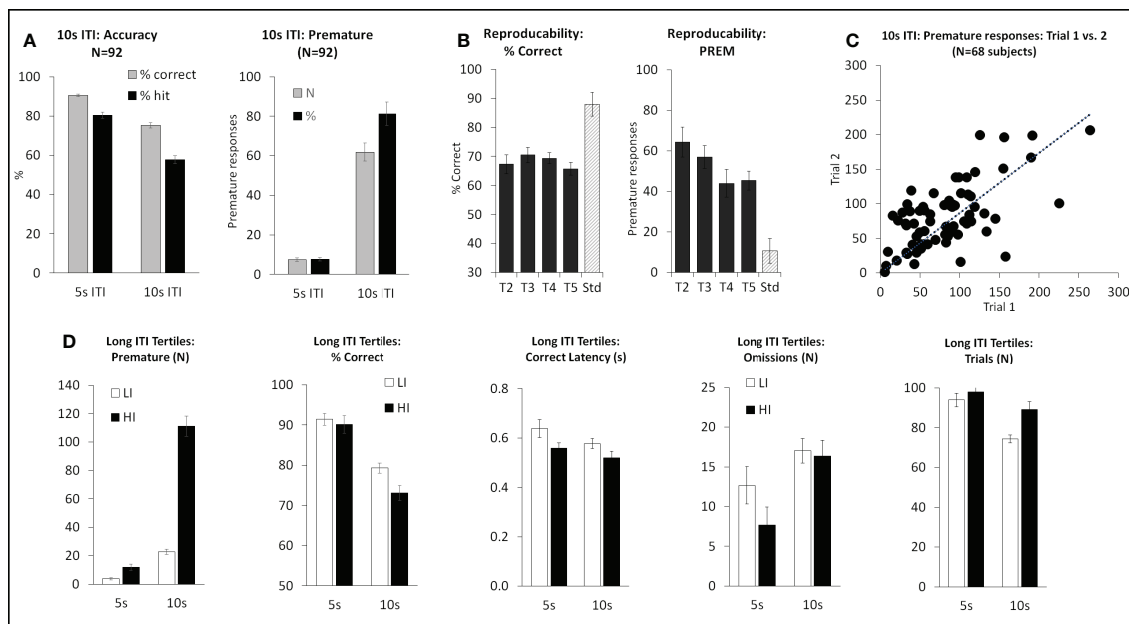 A
10s ITI: Accuracy
N=92
% correct
% hit
100
80
60
40
20
0
%
5s ITI
10s ITI
10s ITI: Premature
(N=92)
N
%
100
80
60
40
20
0
Premature responses
5s ITI
10s ITI
B
Reproducability:
% Correct
100
90
80
70
60
50
40
30
% Correct
T2 T3 T4 T5 Std
Reproducability:
PREM
100
80
60
40
20
0
Premature responses
T2 T3 T4 T5 Std
C
10s ITI: Premature responses: Trial 1 vs. 2
(N=68 subjects)
300
250
200
150
100
50
0
Trial 2
0 50 100 150 200 250 300
Trial 1
D
Long ITI Tertiles:
Premature (N)
LI
HI
140
120
100
80
60
40
20
0
5s 10s
Long ITI Tertiles:
% Correct
LI
HI
100
90
80
70
60
50
5s 10s
Long ITI Tertiles:
Correct Latency (s)
LI
HI
0.8
0.6
0.4
0.2
0.0
5s 10s
Long ITI Tertiles:
Omissions (N)
LI
HI
25
20
15
10
5
0
5s 10s
Long ITI Tertiles:
Trials (N)
100
80
60
40
20
0
5s 10s